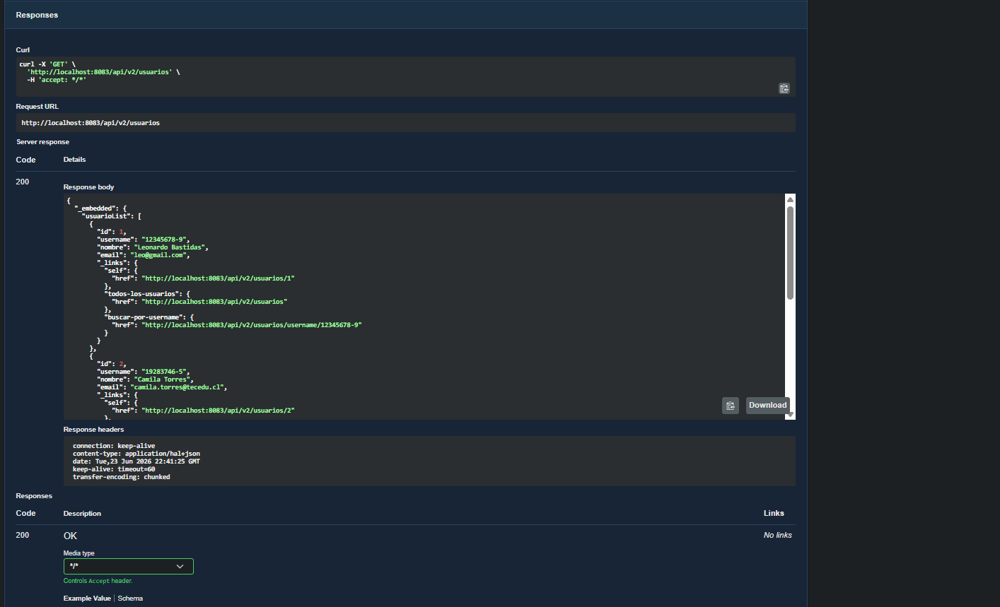 Responses
Curl
curl -X 'GET' \
  'http://localhost:8083/api/v2/usuarios' \
  -H 'accept: */*'
Request URL
http://localhost:8083/api/v2/usuarios
Server response
Code Details
200
Response body
{
  "_embedded": {
    "usuarioList": [
      {
        "id": 1,
        "username": "12345678-9",
        "nombre": "Leonardo Bastidas",
        "email": "leo@gmail.com",
        "_links": {
          "self": {
            "href": "http://localhost:8083/api/v2/usuarios/1"
          },
          "todos-los-usuarios": {
            "href": "http://localhost:8083/api/v2/usuarios"
          },
          "buscar-por-username": {
            "href": "http://localhost:8083/api/v2/usuarios/username/12345678-9"
          }
        }
      },
      {
        "id": 2,
        "username": "19283746-5",
        "nombre": "Camila Torres",
        "email": "camila.torres@tecedu.cl",
        "_links": {
          "self": {
            "href": "http://localhost:8083/api/v2/usuarios/2"
          },
Download
Response headers
connection: keep-alive
content-type: application/hal+json
date: Tue,23 Jun 2026 22:41:25 GMT
keep-alive: timeout=60
transfer-encoding: chunked
Responses
Code Description Links
200 OK No links
Media type
*/*
Controls Accept header.
Example Value | Schema